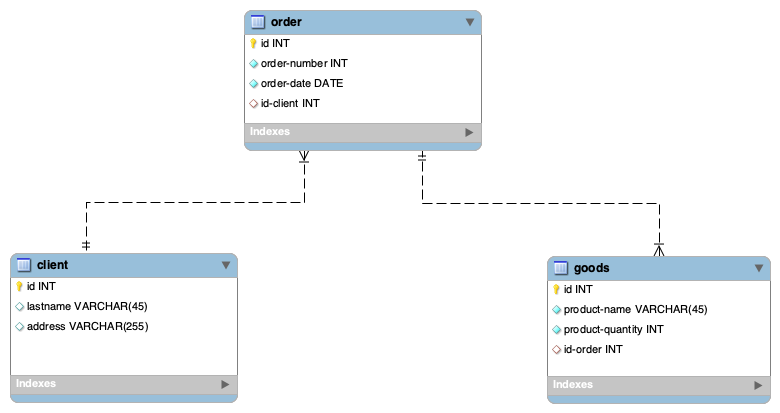 order
id INT
order-number INT
order-date DATE
id-client INT
Indexes
client
id INT
lastname VARCHAR(45)
address VARCHAR(255)
Indexes
goods
id INT
product-name VARCHAR(45)
product-quantity INT
id-order INT
Indexes